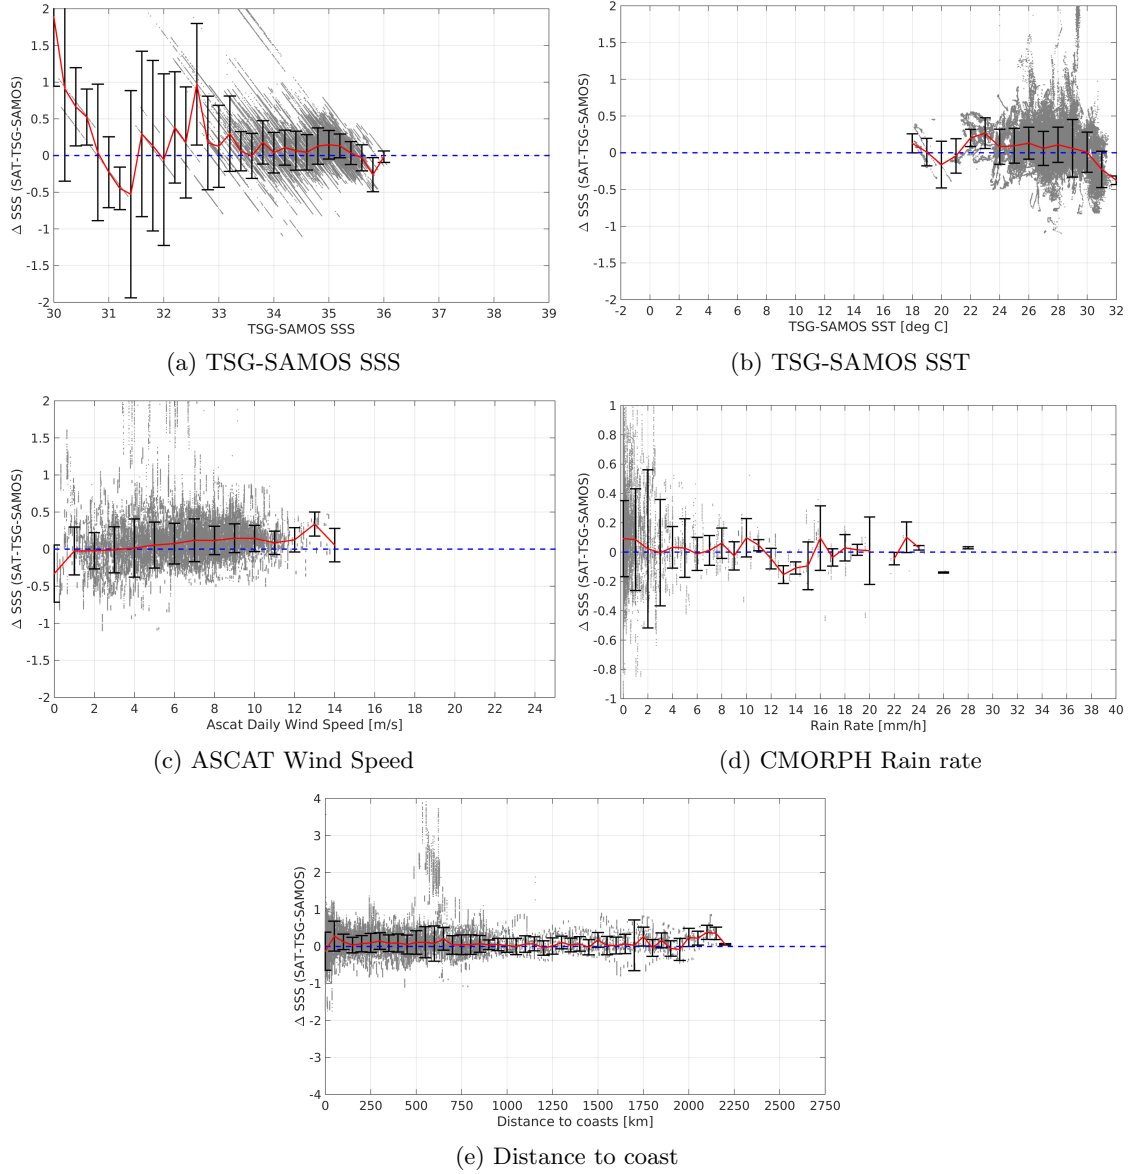 2
1.5
1
0.5
0
-0.5
-1
-1.5
-2
Δ SSS (SAT-TSG-SAMOS)
30 31 32 33 34 35 36 37 38 39
TSG-SAMOS SSS
(a) TSG-SAMOS SSS
2
1.5
1
0.5
0
-0.5
-1
-1.5
-2
Δ SSS (SAT-TSG-SAMOS)
-2 0 2 4 6 8 10 12 14 16 18 20 22 24 26 28 30 32
TSG-SAMOS SST [deg C]
(b) TSG-SAMOS SST
2
1.5
1
0.5
0
-0.5
-1
-1.5
-2
Δ SSS (SAT-TSG-SAMOS)
0 2 4 6 8 10 12 14 16 18 20 22 24
Ascat Daily Wind Speed [m/s]
(c) ASCAT Wind Speed
1
0.8
0.6
0.4
0.2
0
-0.2
-0.4
-0.6
-0.8
-1
Δ SSS (SAT-TSG-SAMOS)
0 2 4 6 8 10 12 14 16 18 20 22 24 26 28 30 32 34 36 38 40
Rain Rate [mm/h]
(d) CMORPH Rain rate
4
3
2
1
0
-1
-2
-3
-4
Δ SSS (SAT-TSG-SAMOS)
0 250 500 750 1000 1250 1500 1750 2000 2250 2500 2750
Distance to coasts [km]
(e) Distance to coast